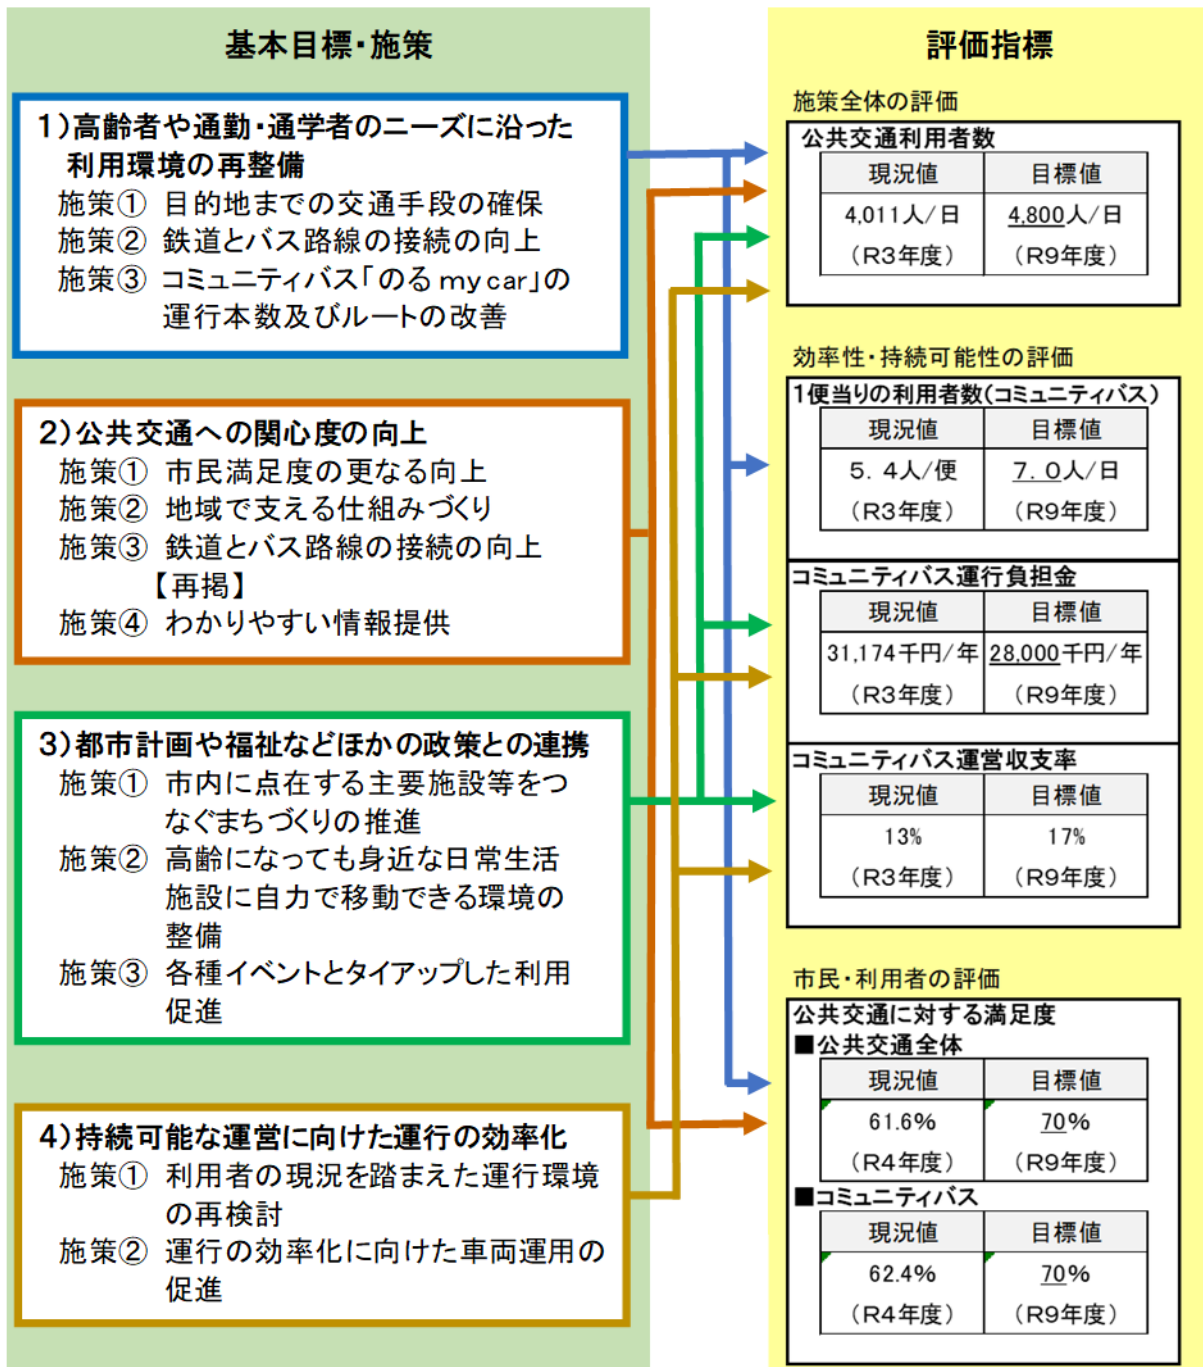 基本目標・施策
1)高齢者や通勤・通学者のニーズに沿った
利用環境の再整備
施策① 目的地までの交通手段の確保
施策② 鉄道とバス路線の接続の向上
施策③ コミュニティバス「のるmycar」の
運行本数及びルートの改善
2)公共交通への関心度の向上
施策① 市民満足度の更なる向上
施策② 地域で支える仕組みづくり
施策③ 鉄道とバス路線の接続の向上
【再掲】
施策④ わかりやすい情報提供
3)都市計画や福祉などほかの政策との連携
施策① 市内に点在する主要施設等をつ
なぐまちづくりの推進
施策② 高齢になっても身近な日常生活
施設に自力で移動できる環境の
整備
施策③ 各種イベントとタイアップした利用
促進
4)持続可能な運営に向けた運行の効率化
施策① 利用者の現況を踏まえた運行環境
の再検討
施策② 運行の効率化に向けた車両運用の
促進
評価指標
施策全体の評価
公共交通利用者数
現況値 目標値
4,011人/日 4,800人/日
(R3年度) (R9年度)
効率性・持続可能性の評価
1便当りの利用者数(コミュニティバス)
現況値 目標値
5.4人/便 7.0人/日
(R3年度) (R9年度)
コミュニティバス運行負担金
現況値 目標値
31,174千円/年 28,000千円/年
(R3年度) (R9年度)
コミュニティバス運営収支率
現況値 目標値
13% 17%
(R3年度) (R9年度)
市民・利用者の評価
公共交通に対する満足度
■公共交通全体
現況値 目標値
61.6% 70%
(R4年度) (R9年度)
■コミュニティバス
現況値 目標値
62.4% 70%
(R4年度) (R9年度)